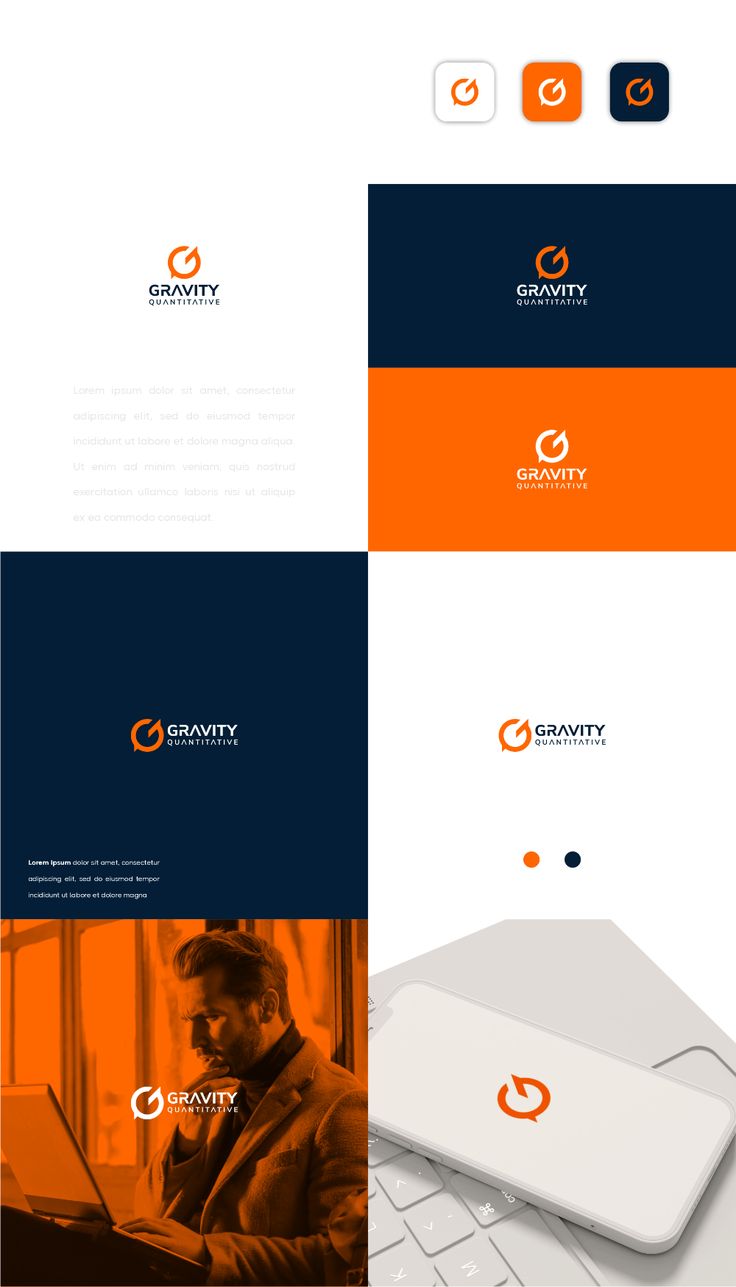 GRAVITY
QUANTITATIVE
GRAVITY
QUANTITATIVE
Lorem ipsum dolor sit amet, consectetur
adipiscing elit, sed do eiusmod tempor
incididunt ut labore et dolore magna aliqua.
Ut enim ad minim veniam, quis nostrud
exercitation ullamco laboris nisi ut aliquip
ex ea commodo consequat.
GRAVITY
QUANTITATIVE
GRAVITY
QUANTITATIVE
Lorem ipsum dolor sit amet, consectetur
adipiscing elit, sed do eiusmod tempor
incididunt ut labore et dolore magna
GRAVITY
QUANTITATIVE
GRAVITY
QUANTITATIVE
⌘
K
M